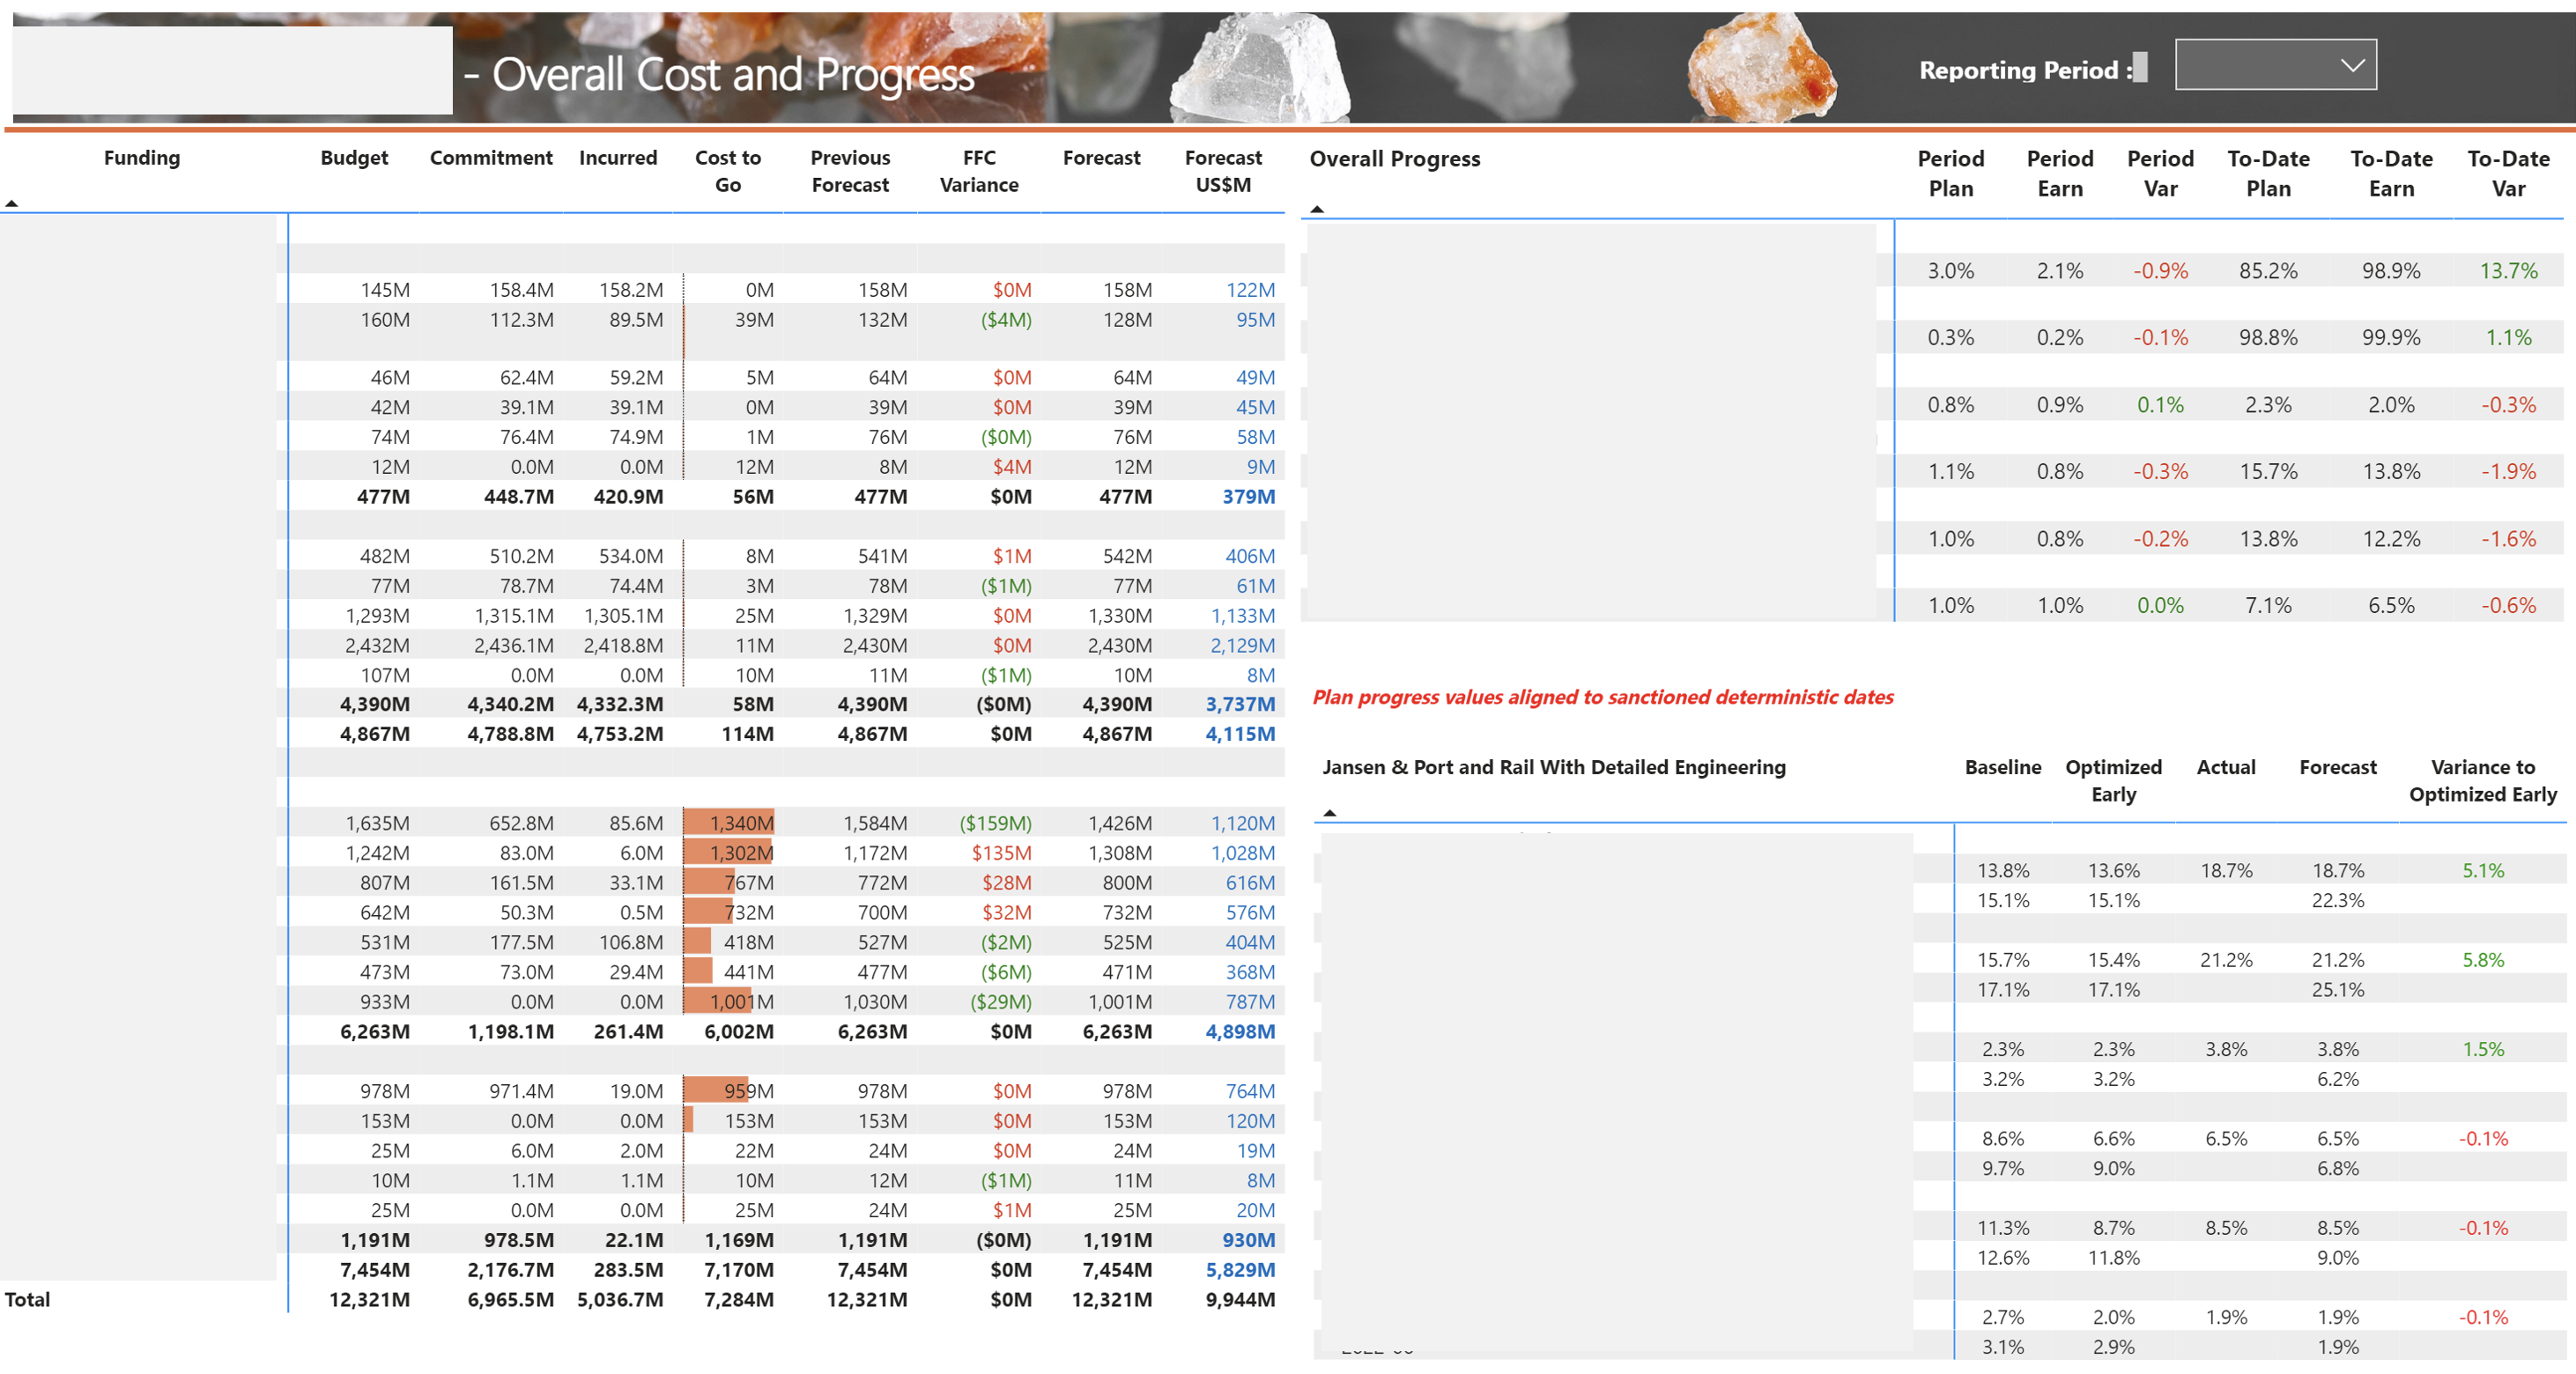 - Overall Cost and Progress
Reporting Period :
Funding Budget Commitment Incurred Cost to Go Previous Forecast FFC Variance Forecast Forecast US$M
145M 158.4M 158.2M 0M 158M $0M 158M 122M
160M 112.3M 89.5M 39M 132M ($4M) 128M 95M
46M 62.4M 59.2M 5M 64M $0M 64M 49M
42M 39.1M 39.1M 0M 39M $0M 39M 45M
74M 76.4M 74.9M 1M 76M ($0M) 76M 58M
12M 0.0M 0.0M 12M 8M $4M 12M 9M
477M 448.7M 420.9M 56M 477M $0M 477M 379M
482M 510.2M 534.0M 8M 541M $1M 542M 406M
77M 78.7M 74.4M 3M 78M ($1M) 77M 61M
1,293M 1,315.1M 1,305.1M 25M 1,329M $0M 1,330M 1,133M
2,432M 2,436.1M 2,418.8M 11M 2,430M $0M 2,430M 2,129M
107M 0.0M 0.0M 10M 11M ($1M) 10M 8M
4,390M 4,340.2M 4,332.3M 58M 4,390M ($0M) 4,390M 3,737M
4,867M 4,788.8M 4,753.2M 114M 4,867M $0M 4,867M 4,115M
1,635M 652.8M 85.6M 1,340M 1,584M ($159M) 1,426M 1,120M
1,242M 83.0M 6.0M 1,302M 1,172M $135M 1,308M 1,028M
807M 161.5M 33.1M 767M 772M $28M 800M 616M
642M 50.3M 0.5M 732M 700M $32M 732M 576M
531M 177.5M 106.8M 418M 527M ($2M) 525M 404M
473M 73.0M 29.4M 441M 477M ($6M) 471M 368M
933M 0.0M 0.0M 1,001M 1,030M ($29M) 1,001M 787M
6,263M 1,198.1M 261.4M 6,002M 6,263M $0M 6,263M 4,898M
978M 971.4M 19.0M 959M 978M $0M 978M 764M
153M 0.0M 0.0M 153M 153M $0M 153M 120M
25M 6.0M 2.0M 22M 24M $0M 24M 19M
10M 1.1M 1.1M 10M 12M ($1M) 11M 8M
25M 0.0M 0.0M 25M 24M $1M 25M 20M
1,191M 978.5M 22.1M 1,169M 1,191M ($0M) 1,191M 930M
7,454M 2,176.7M 283.5M 7,170M 7,454M $0M 7,454M 5,829M
Total 12,321M 6,965.5M 5,036.7M 7,284M 12,321M $0M 12,321M 9,944M
Overall Progress Period Plan Period Earn Period Var To-Date Plan To-Date Earn To-Date Var
3.0% 2.1% -0.9% 85.2% 98.9% 13.7%
0.3% 0.2% -0.1% 98.8% 99.9% 1.1%
0.8% 0.9% 0.1% 2.3% 2.0% -0.3%
1.1% 0.8% -0.3% 15.7% 13.8% -1.9%
1.0% 0.8% -0.2% 13.8% 12.2% -1.6%
1.0% 1.0% 0.0% 7.1% 6.5% -0.6%
Plan progress values aligned to sanctioned deterministic dates
Jansen & Port and Rail With Detailed Engineering Baseline Optimized Early Actual Forecast Variance to Optimized Early
13.8% 13.6% 18.7% 18.7% 5.1%
15.1% 15.1% 22.3%
15.7% 15.4% 21.2% 21.2% 5.8%
17.1% 17.1% 25.1%
2.3% 2.3% 3.8% 3.8% 1.5%
3.2% 3.2% 6.2%
8.6% 6.6% 6.5% 6.5% -0.1%
9.7% 9.0% 6.8%
11.3% 8.7% 8.5% 8.5% -0.1%
12.6% 11.8% 9.0%
2.7% 2.0% 1.9% 1.9% -0.1%
3.1% 2.9% 1.9%